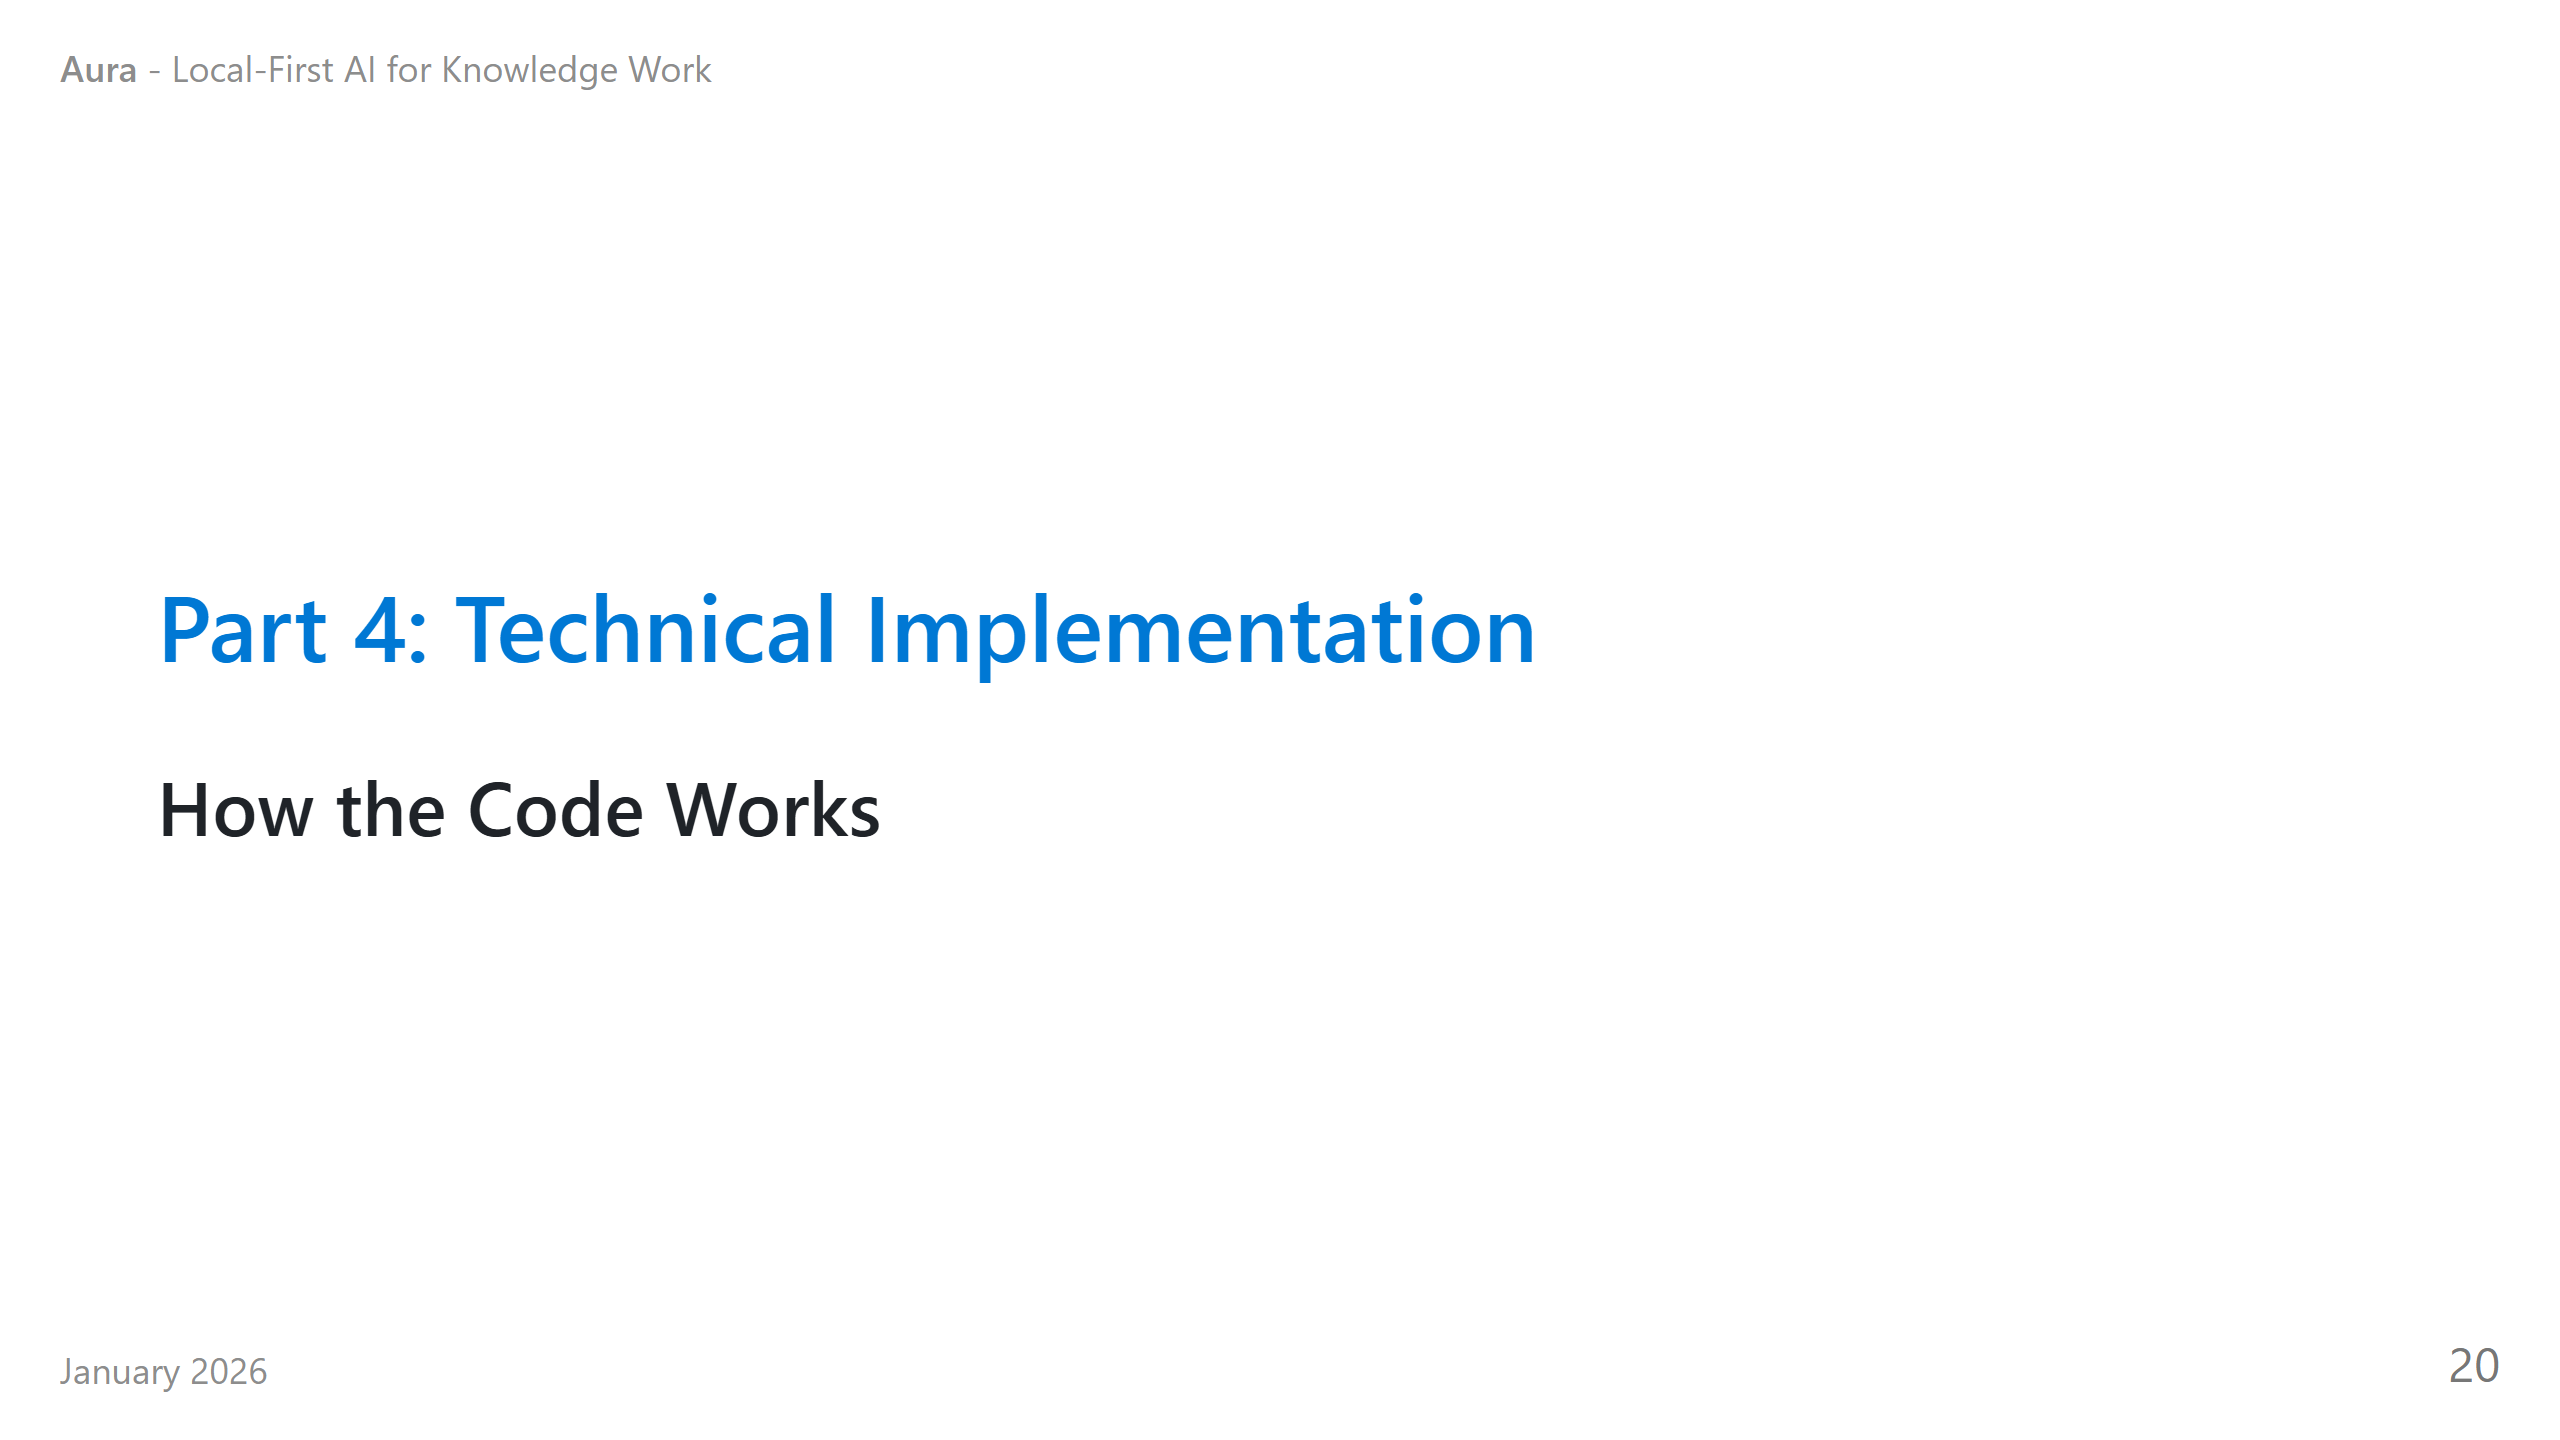 Aura - Local-First AI for Knowledge Work
Part 4: Technical Implementation
How the Code Works
January 2026
20